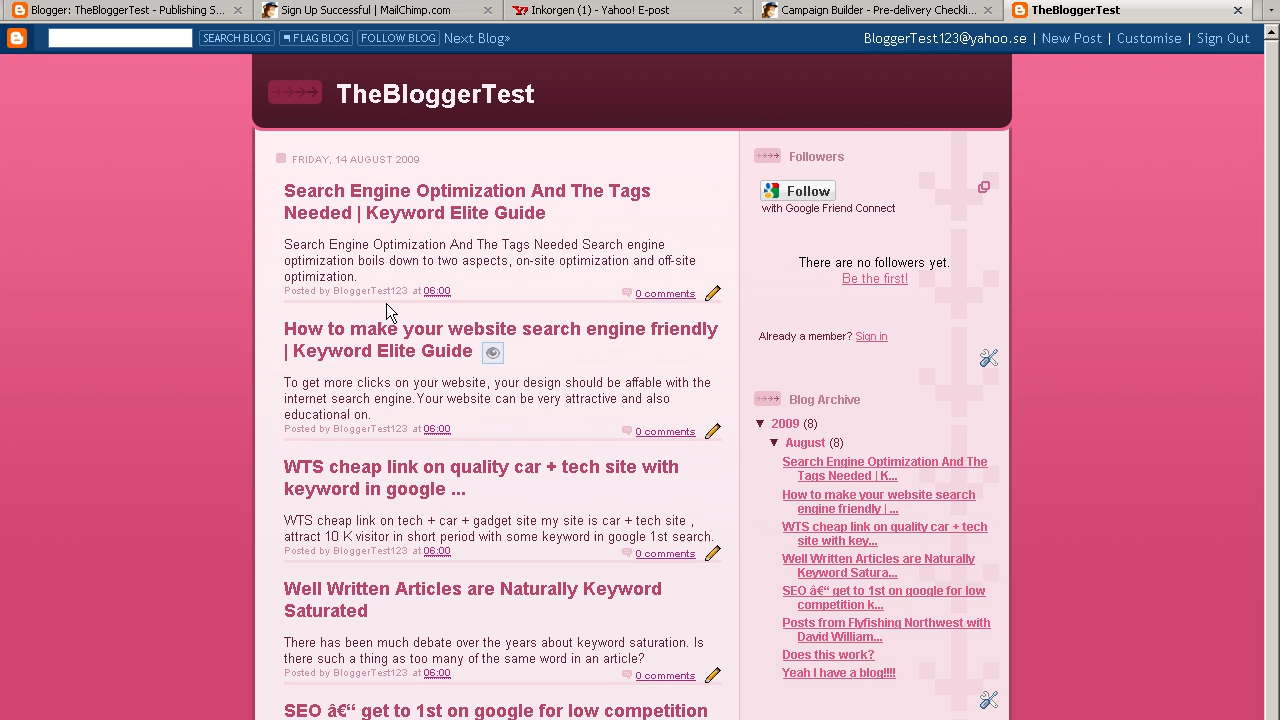 Blogger: TheBloggerTest - Publishing S...
Sign Up Successful | MailChimp.com
Inkorgen (1) - Yahoo! E-post
Campaign Builder - Pre-delivery Checkli...
TheBloggerTest
SEARCH BLOG
FLAG BLOG
FOLLOW BLOG
Next Blog»
BloggerTest123@yahoo.se | New Post | Customise | Sign Out
TheBloggerTest
FRIDAY, 14 AUGUST 2009
Search Engine Optimization And The Tags
Needed | Keyword Elite Guide
Search Engine Optimization And The Tags Needed Search engine
optimization boils down to two aspects, on-site optimization and off-site
optimization.
Posted by BloggerTest123 at 06:00
0 comments
How to make your website search engine friendly
| Keyword Elite Guide
To get more clicks on your website, your design should be affable with the
internet search engine.Your website can be very attractive and also
educational on.
Posted by BloggerTest123 at 06:00
0 comments
WTS cheap link on quality car + tech site with
keyword in google ...
WTS cheap link on tech + car + gadget site my site is car + tech site ,
attract 10 K visitor in short period with some keyword in google 1st search.
Posted by BloggerTest123 at 06:00
0 comments
Well Written Articles are Naturally Keyword
Saturated
There has been much debate over the years about keyword saturation. Is
there such a thing as too many of the same word in an article?
Posted by BloggerTest123 at 06:00
0 comments
SEO â€“ get to 1st on google for low competition
Followers
Follow
with Google Friend Connect
There are no followers yet.
Be the first!
Already a member? Sign in
Blog Archive
▼ 2009 (8)
▼ August (8)
Search Engine Optimization And The
Tags Needed | K...
How to make your website search
engine friendly | ...
WTS cheap link on quality car + tech
site with key...
Well Written Articles are Naturally
Keyword Satura...
SEO â€“ get to 1st on google for low
competition k...
Posts from Flyfishing Northwest with
David William...
Does this work?
Yeah I have a blog!!!!